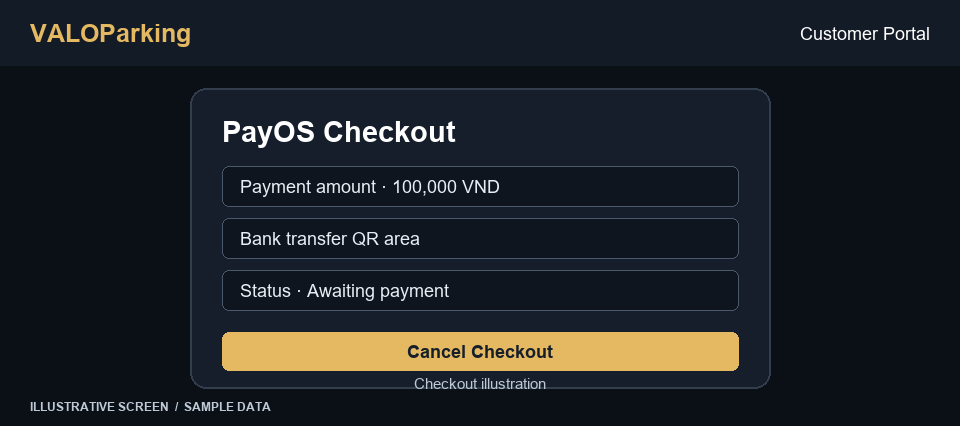 VALOParking
Customer Portal
PayOS Checkout
Payment amount · 100,000 VND
Bank transfer QR area
Status · Awaiting payment
Cancel Checkout
Checkout illustration
ILLUSTRATIVE SCREEN / SAMPLE DATA